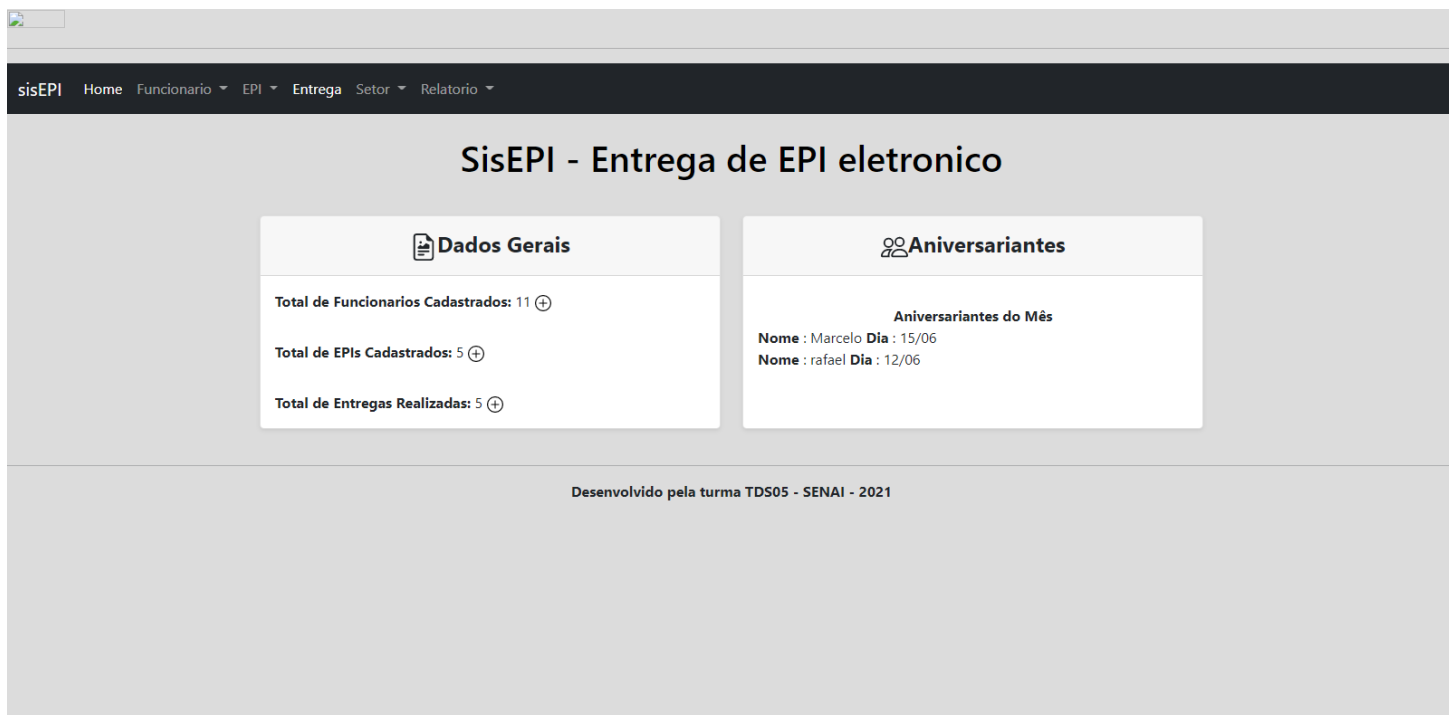 sisEPI Home Funcionario EPI Entrega Setor Relatorio
SisEPI - Entrega de EPI eletronico
Dados Gerais
Total de Funcionarios Cadastrados: 11
Total de EPIs Cadastrados: 5
Total de Entregas Realizadas: 5
Aniversariantes
Aniversariantes do Mês
Nome : Marcelo Dia : 15/06
Nome : rafael Dia : 12/06
Desenvolvido pela turma TDS05 - SENAI - 2021